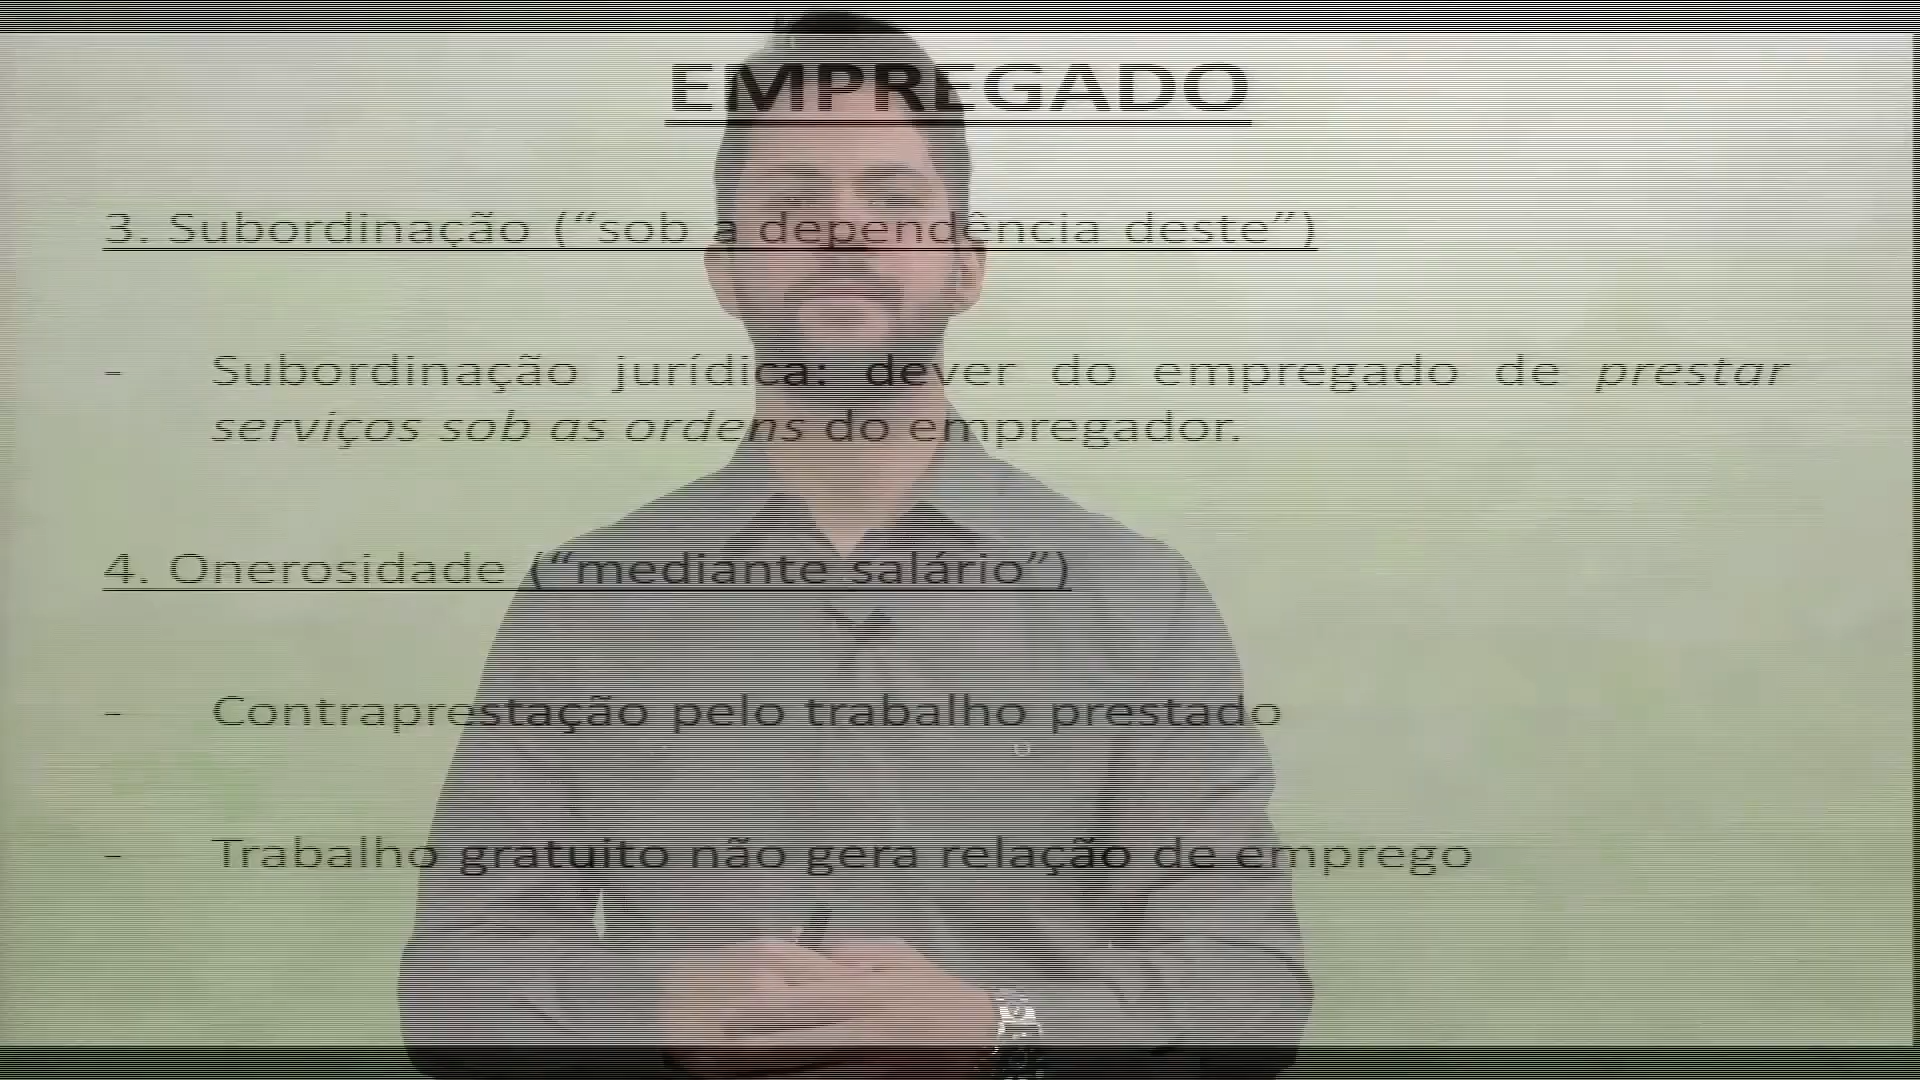 EMPREGADO
3. Subordinação (“sob a dependência deste”)
- Subordinação jurídica: dever do empregado de prestar
serviços sob as ordens do empregador.
4. Onerosidade (“mediante salário”)
- Contraprestação pelo trabalho prestado
- Trabalho gratuito não gera relação de emprego